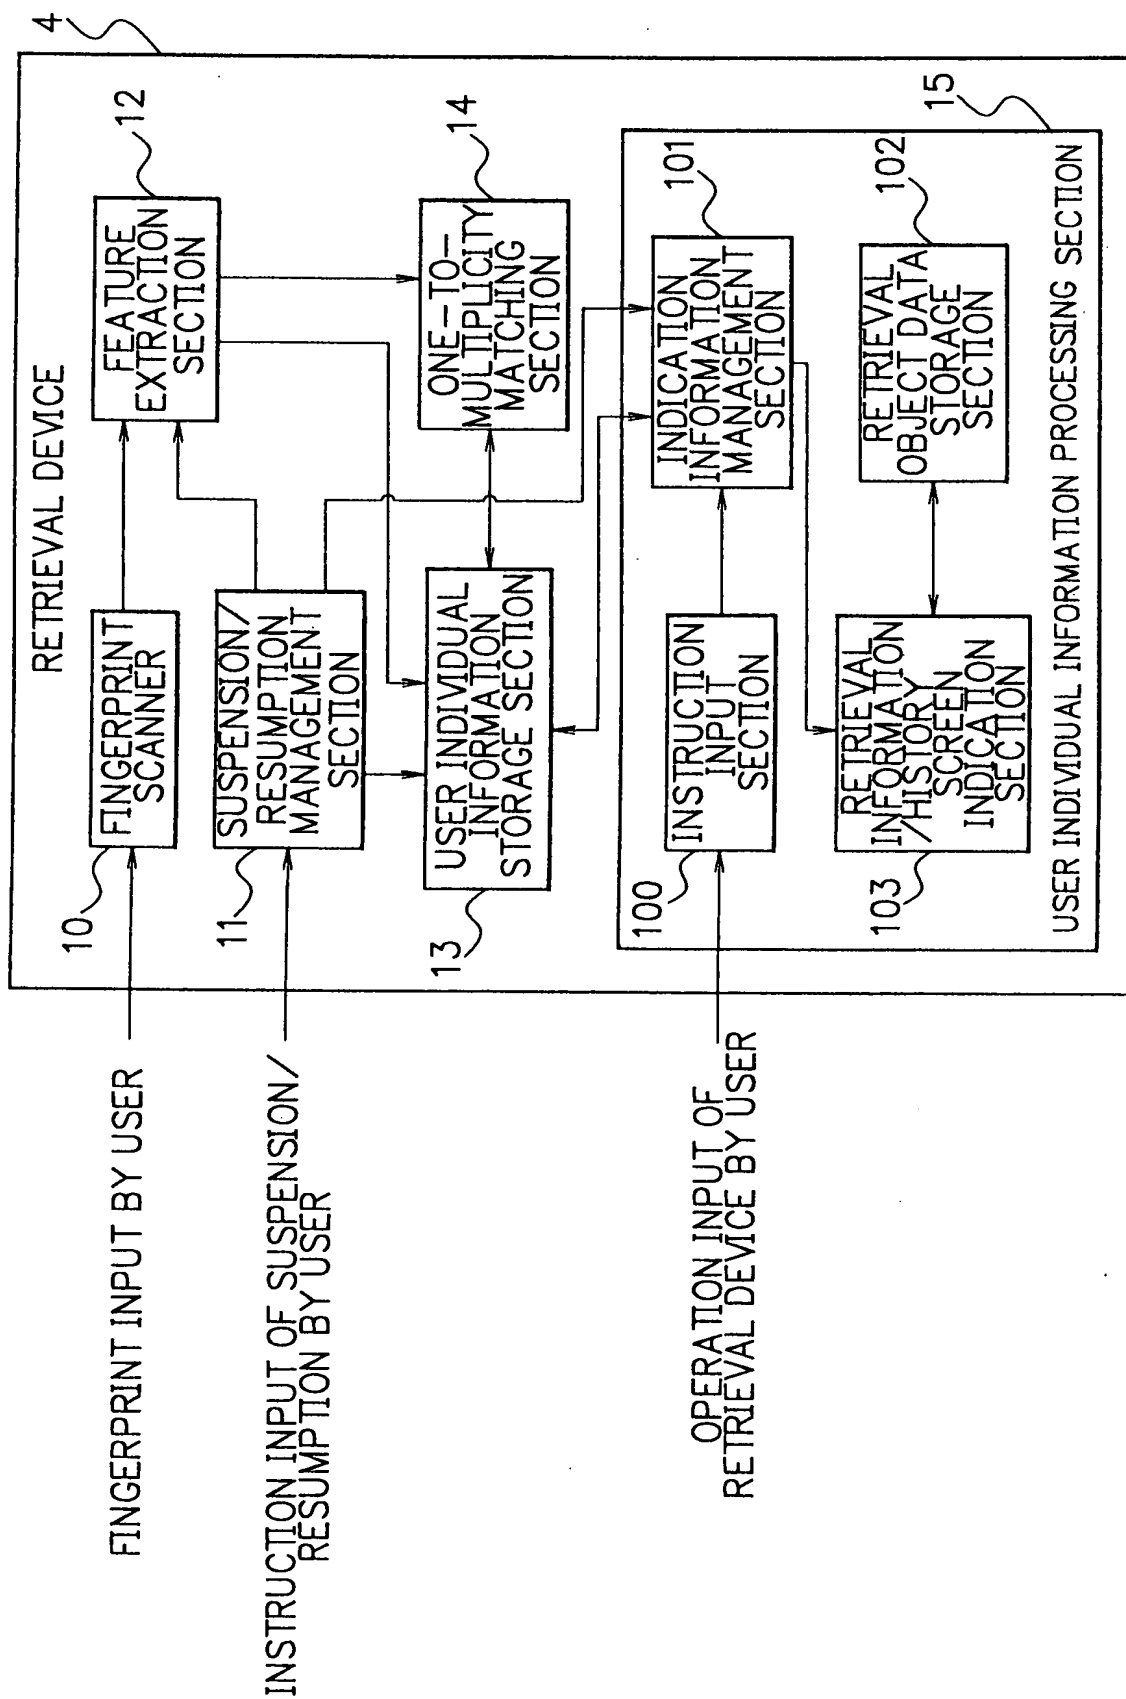 RETRIEVAL DEVICE
4
FINGERPRINT INPUT BY USER
10
FINGERPRINT
SCANNER
FEATURE
EXTRACTION
SECTION
12
INSTRUCTION INPUT OF SUSPENSION/
RESUMPTION BY USER
11
SUSPENSION/
RESUMPTION
MANAGEMENT
SECTION
13
USER INDIVIDUAL
INFORMATION
STORAGE SECTION
ONE-TO-
MULTIPLICITY
MATCHING
SECTION
14
OPERATION INPUT OF
RETRIEVAL DEVICE BY USER
100
INSTRUCTION
INPUT
SECTION
INDICATION
INFORMATION
MANAGEMENT
SECTION
101
103
RETRIEVAL
INFORMATION
/HISTORY
SCREEN
INDICATION
SECTION
RETRIEVAL
OBJECT DATA
STORAGE
SECTION
102
USER INDIVIDUAL INFORMATION PROCESSING SECTION
15